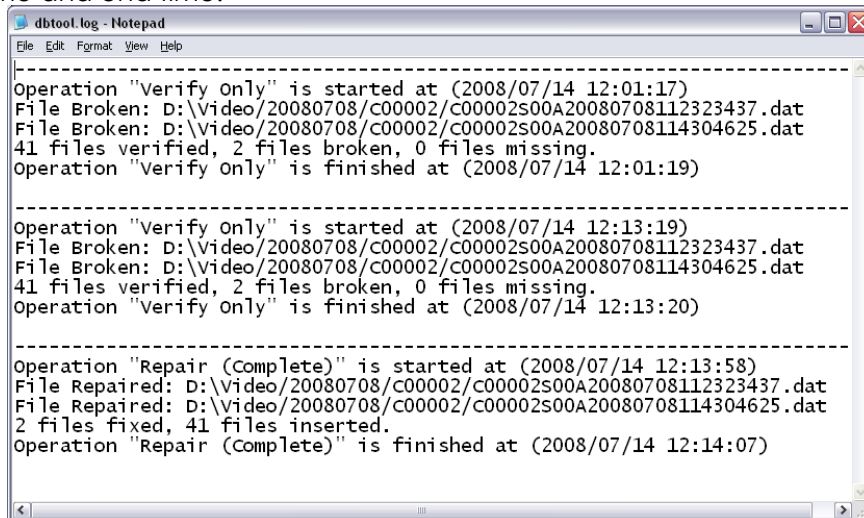 and end time.
dbtool.log - Notepad
File Edit Format View Help
--------------------------------------------------------------------------------
Operation "Verify Only" is started at (2008/07/14 12:01:17)
File Broken: D:\Video/20080708/C00002/C00002S00A20080708112323437.dat
File Broken: D:\Video/20080708/C00002/C00002S00A20080708114304625.dat
41 files verified, 2 files broken, 0 files missing.
Operation "Verify Only" is finished at (2008/07/14 12:01:19)
--------------------------------------------------------------------------------
Operation "Verify Only" is started at (2008/07/14 12:13:19)
File Broken: D:\Video/20080708/C00002/C00002S00A20080708112323437.dat
File Broken: D:\Video/20080708/C00002/C00002S00A20080708114304625.dat
41 files verified, 2 files broken, 0 files missing.
Operation "Verify Only" is finished at (2008/07/14 12:13:20)
--------------------------------------------------------------------------------
Operation "Repair (Complete)" is started at (2008/07/14 12:13:58)
File Repaired: D:\Video/20080708/C00002/C00002S00A20080708112323437.dat
File Repaired: D:\Video/20080708/C00002/C00002S00A20080708114304625.dat
2 files fixed, 41 files inserted.
Operation "Repair (Complete)" is finished at (2008/07/14 12:14:07)